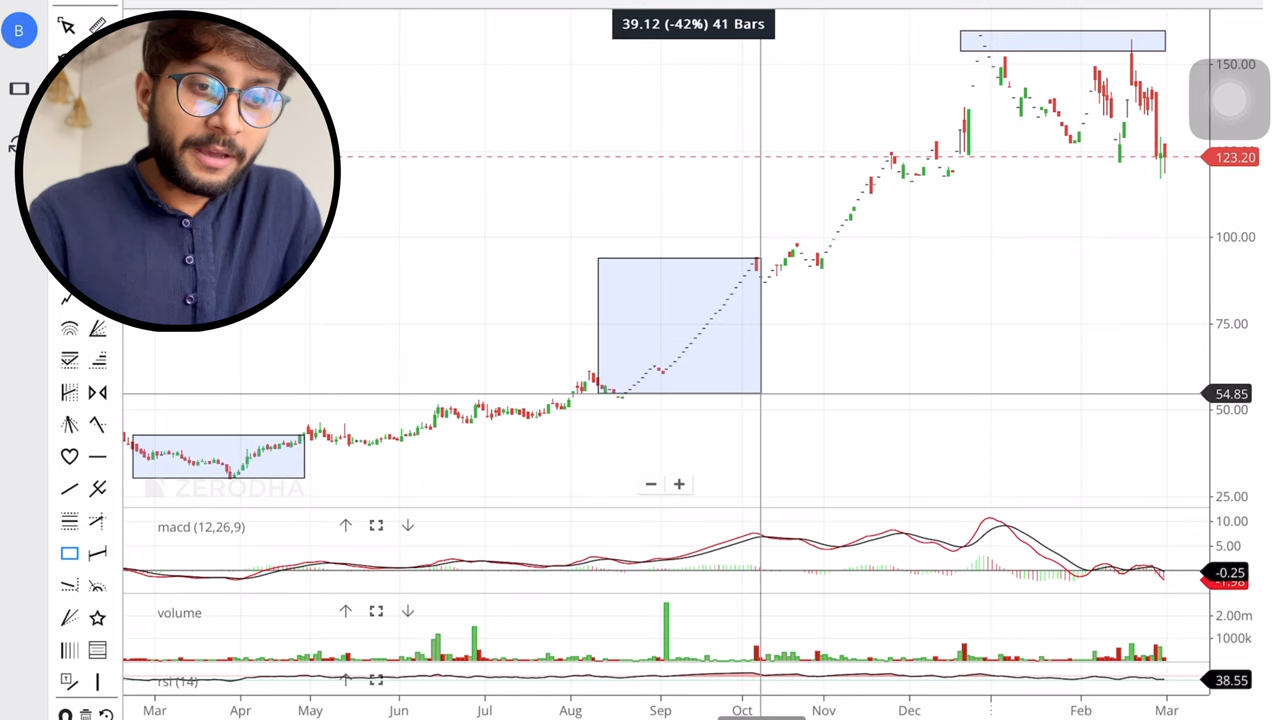 B
39.12 (-42%) 41 Bars
150.00
123.20
100.00
75.00
54.85
50.00
ZERODHA
25.00
macd (12,26,9)
10.00
5.00
-0.25
volume
2.00m
1000k
rsi (14)
38.55
Mar Apr May Jun Jul Aug Sep Oct Nov Dec Feb Mar